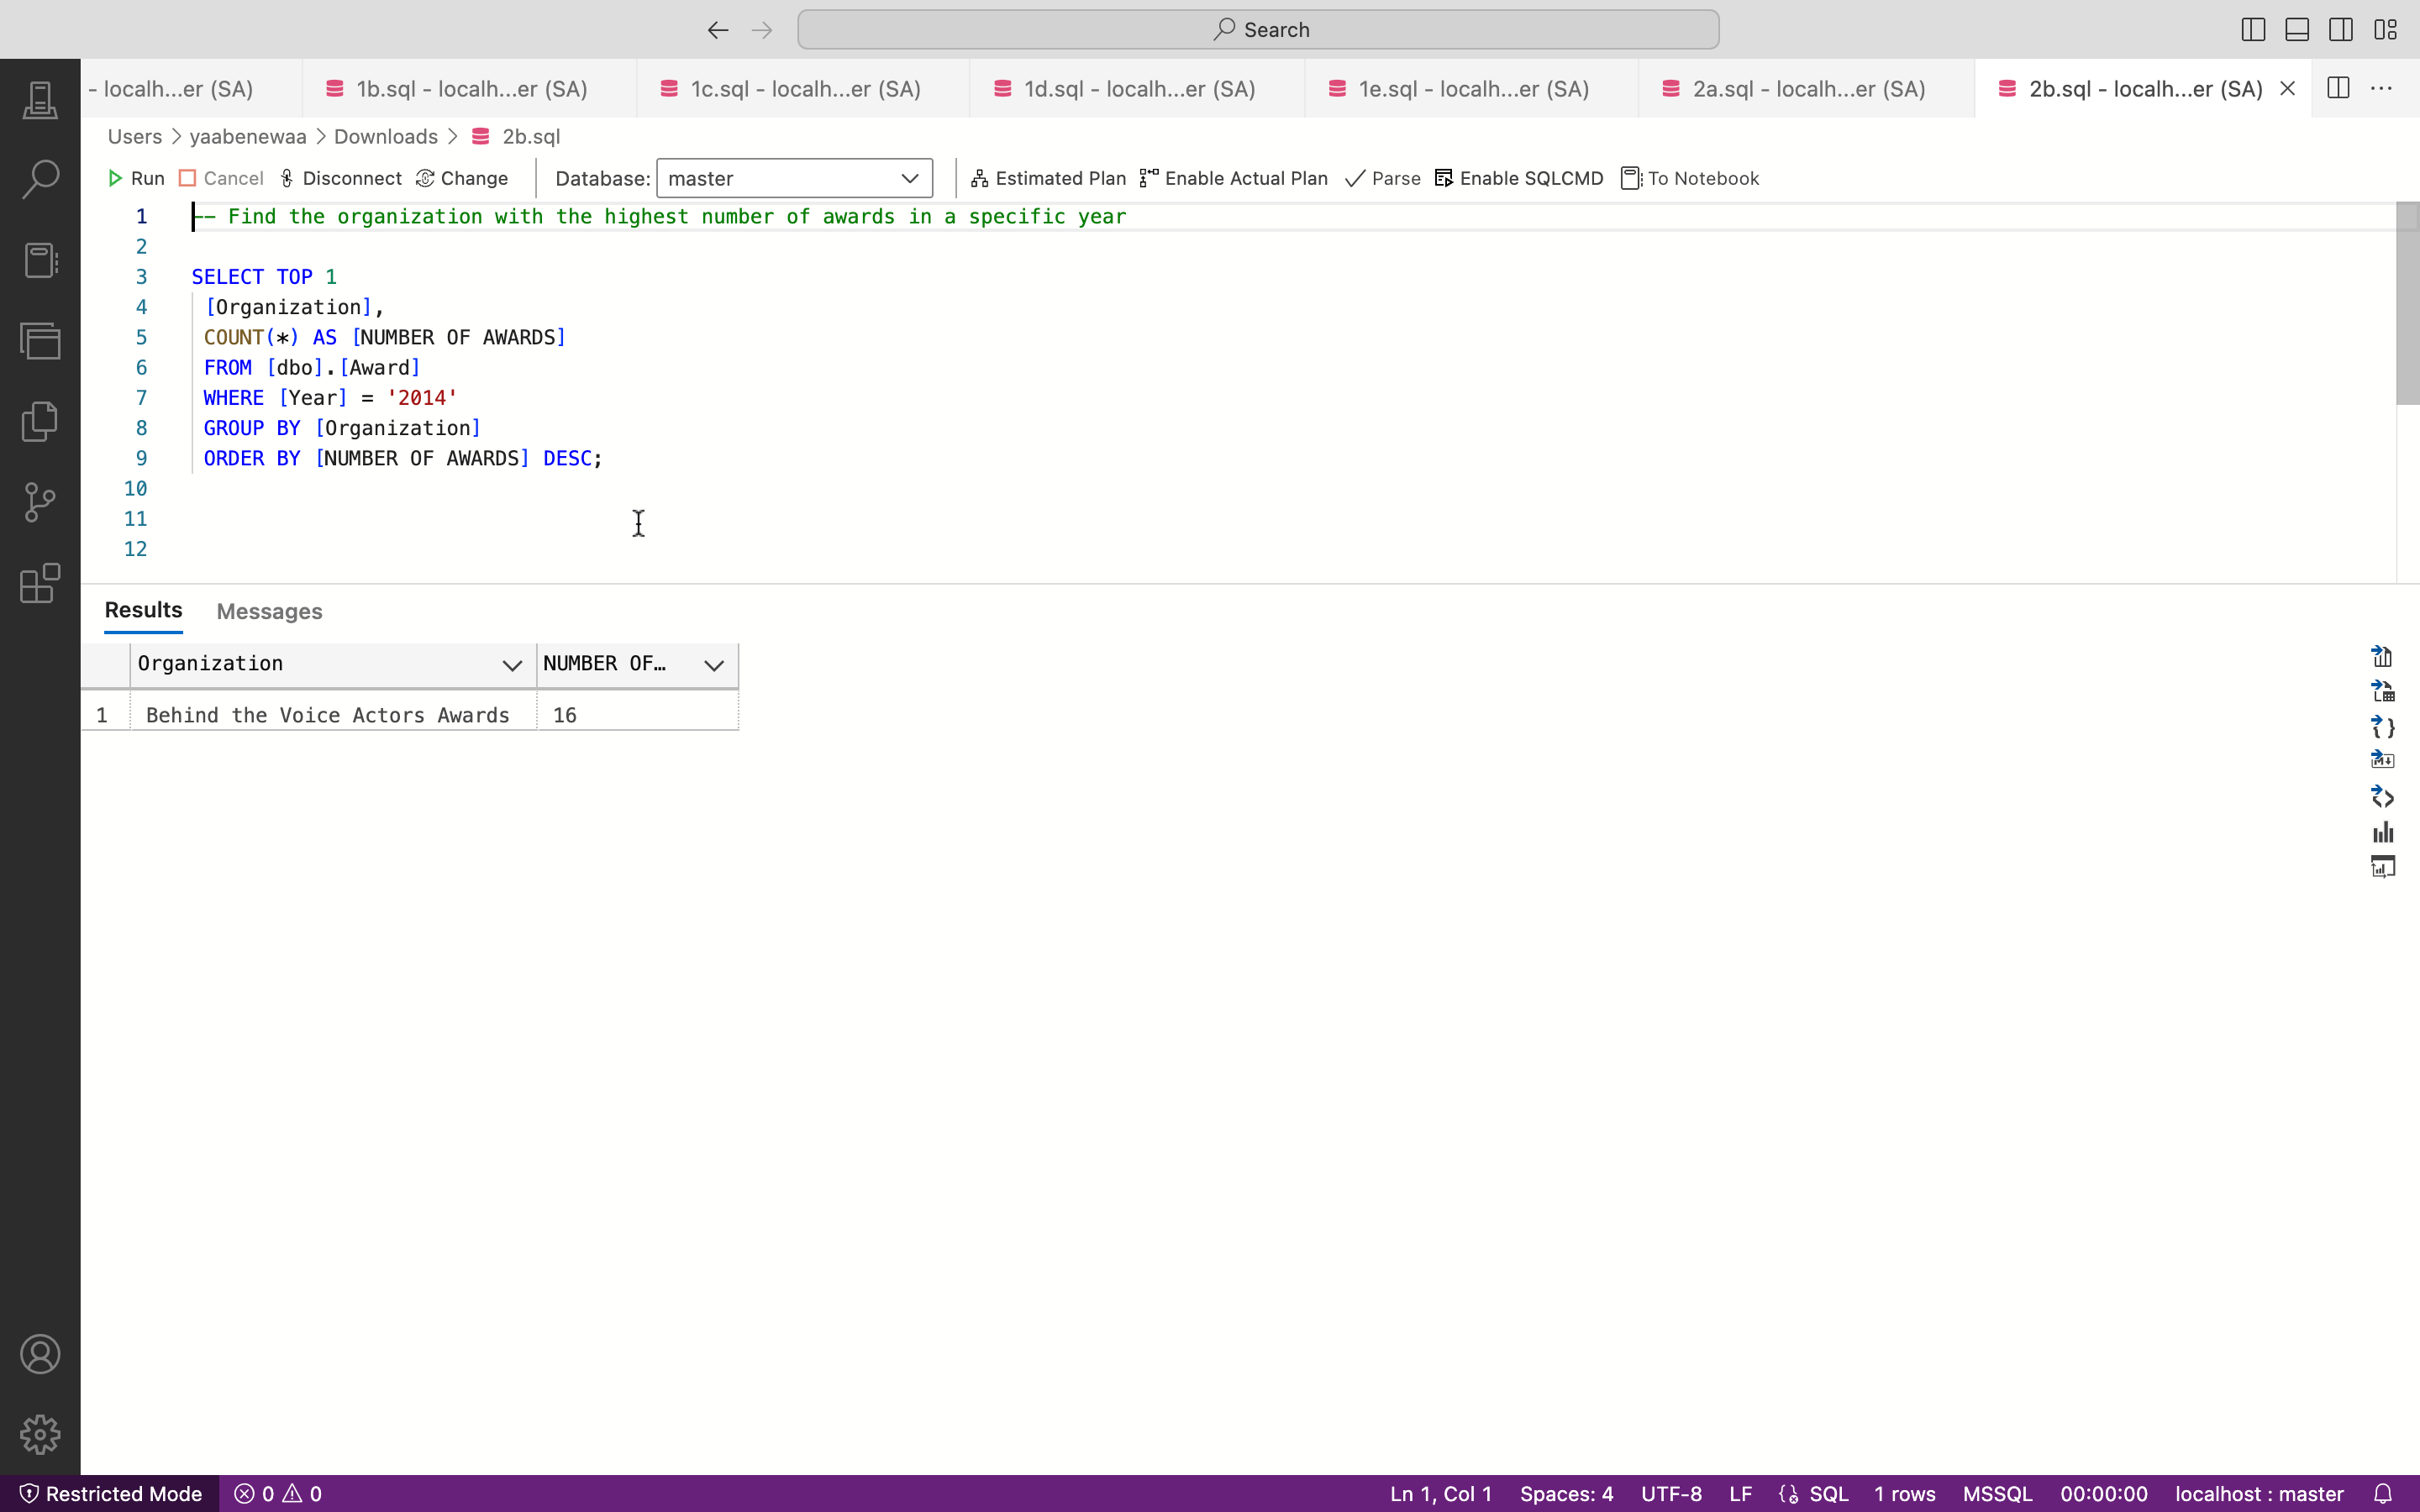 Search
- localh...er (SA) 1b.sql - localh...er (SA) 1c.sql - localh...er (SA) 1d.sql - localh...er (SA) 1e.sql - localh...er (SA) 2a.sql - localh...er (SA) 2b.sql - localh...er (SA)
Users > yaabenewaa > Downloads > 2b.sql
Run Cancel Disconnect Change Database: master Estimated Plan Enable Actual Plan Parse Enable SQLCMD To Notebook
1 -- Find the organization with the highest number of awards in a specific year
2
3 SELECT TOP 1
4 [Organization],
5 COUNT(*) AS [NUMBER OF AWARDS]
6 FROM [dbo].[Award]
7 WHERE [Year] = '2014'
8 GROUP BY [Organization]
9 ORDER BY [NUMBER OF AWARDS] DESC;
10
11
12
Results Messages
Organization NUMBER OF…
1 Behind the Voice Actors Awards 16
Restricted Mode 0 0 Ln 1, Col 1 Spaces: 4 UTF-8 LF SQL 1 rows MSSQL 00:00:00 localhost : master